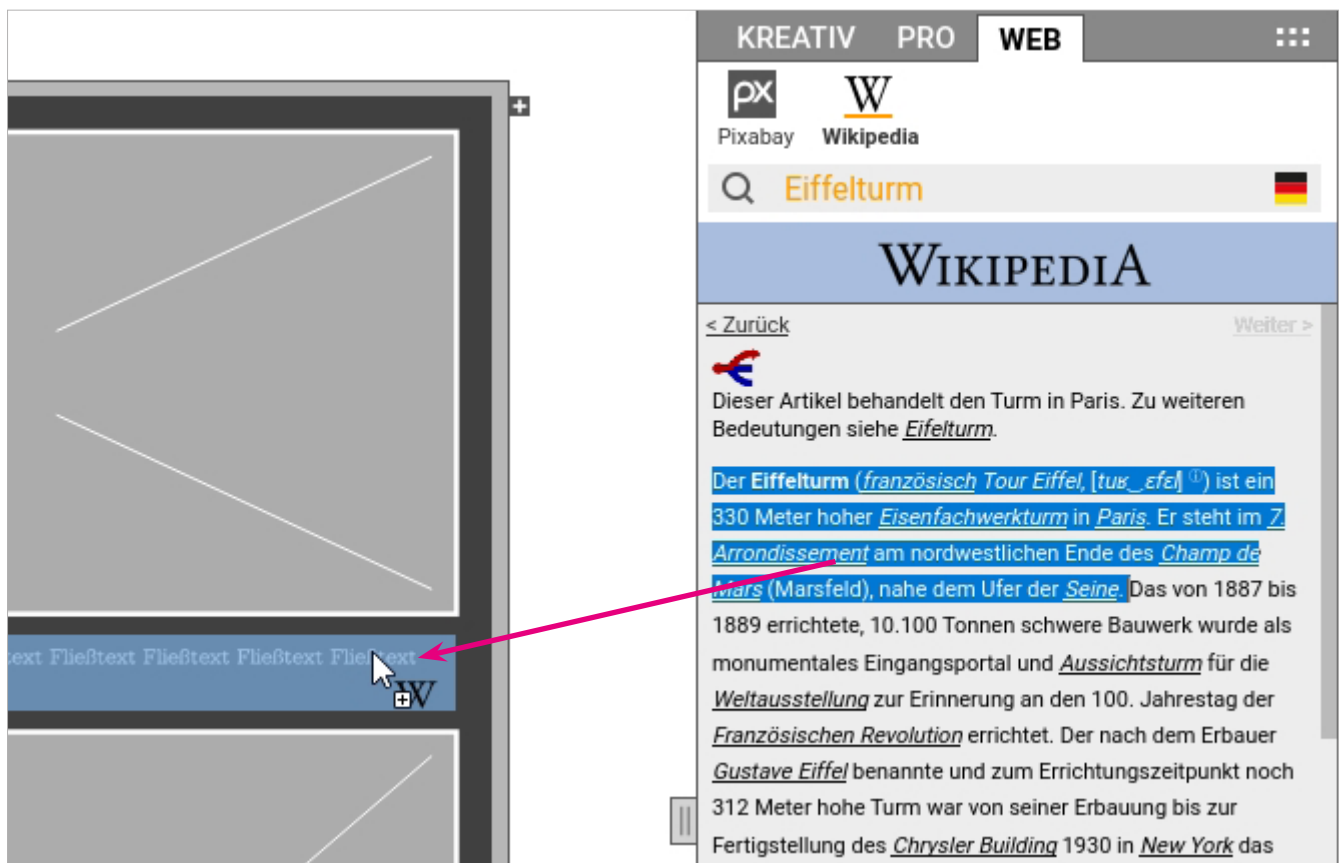 KREATIV PRO WEB
px W
Pixabay Wikipedia
Eiffelturm
WIKIPEDIA
< Zurück Weiter >
Dieser Artikel behandelt den Turm in Paris. Zu weiteren
Bedeutungen siehe Eifelturm.
Der Eiffelturm (französisch Tour Eiffel, [tuʁ‿ɛfɛl] ⓘ) ist ein
330 Meter hoher Eisenfachwerkturm in Paris. Er steht im 7.
Arrondissement am nordwestlichen Ende des Champ de
Mars (Marsfeld), nahe dem Ufer der Seine. Das von 1887 bis
1889 errichtete, 10.100 Tonnen schwere Bauwerk wurde als
monumentales Eingangsportal und Aussichtsturm für die
Weltausstellung zur Erinnerung an den 100. Jahrestag der
Französischen Revolution errichtet. Der nach dem Erbauer
Gustave Eiffel benannte und zum Errichtungszeitpunkt noch
312 Meter hohe Turm war von seiner Erbauung bis zur
Fertigstellung des Chrysler Building 1930 in New York das
text Fließtext Fließtext Fließtext Fließtext
W